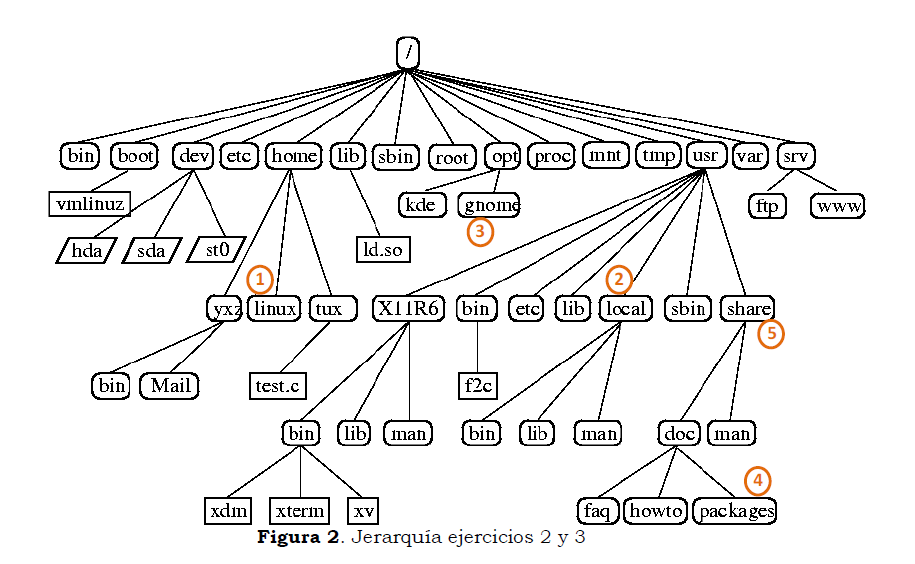 /
bin boot dev etc home lib sbin root opt proc mnt tmp usr var srv
vmlinuz kde gnome ftp www
3
hda sda st0 ld.so
1 2
yxz linux tux X11R6 bin etc lib local sbin share
5
bin Mail test.c f2c
bin lib man bin lib man doc man
4
xdm xterm xv faq howto packages
Figura 2. Jerarquía ejercicios 2 y 3